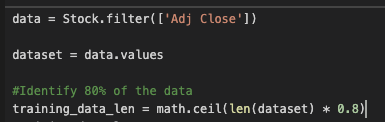 data = Stock.filter(['Adj Close'])
dataset = data.values
#Identify 80% of the data
training_data_len = math.ceil(len(dataset) * 0.8)